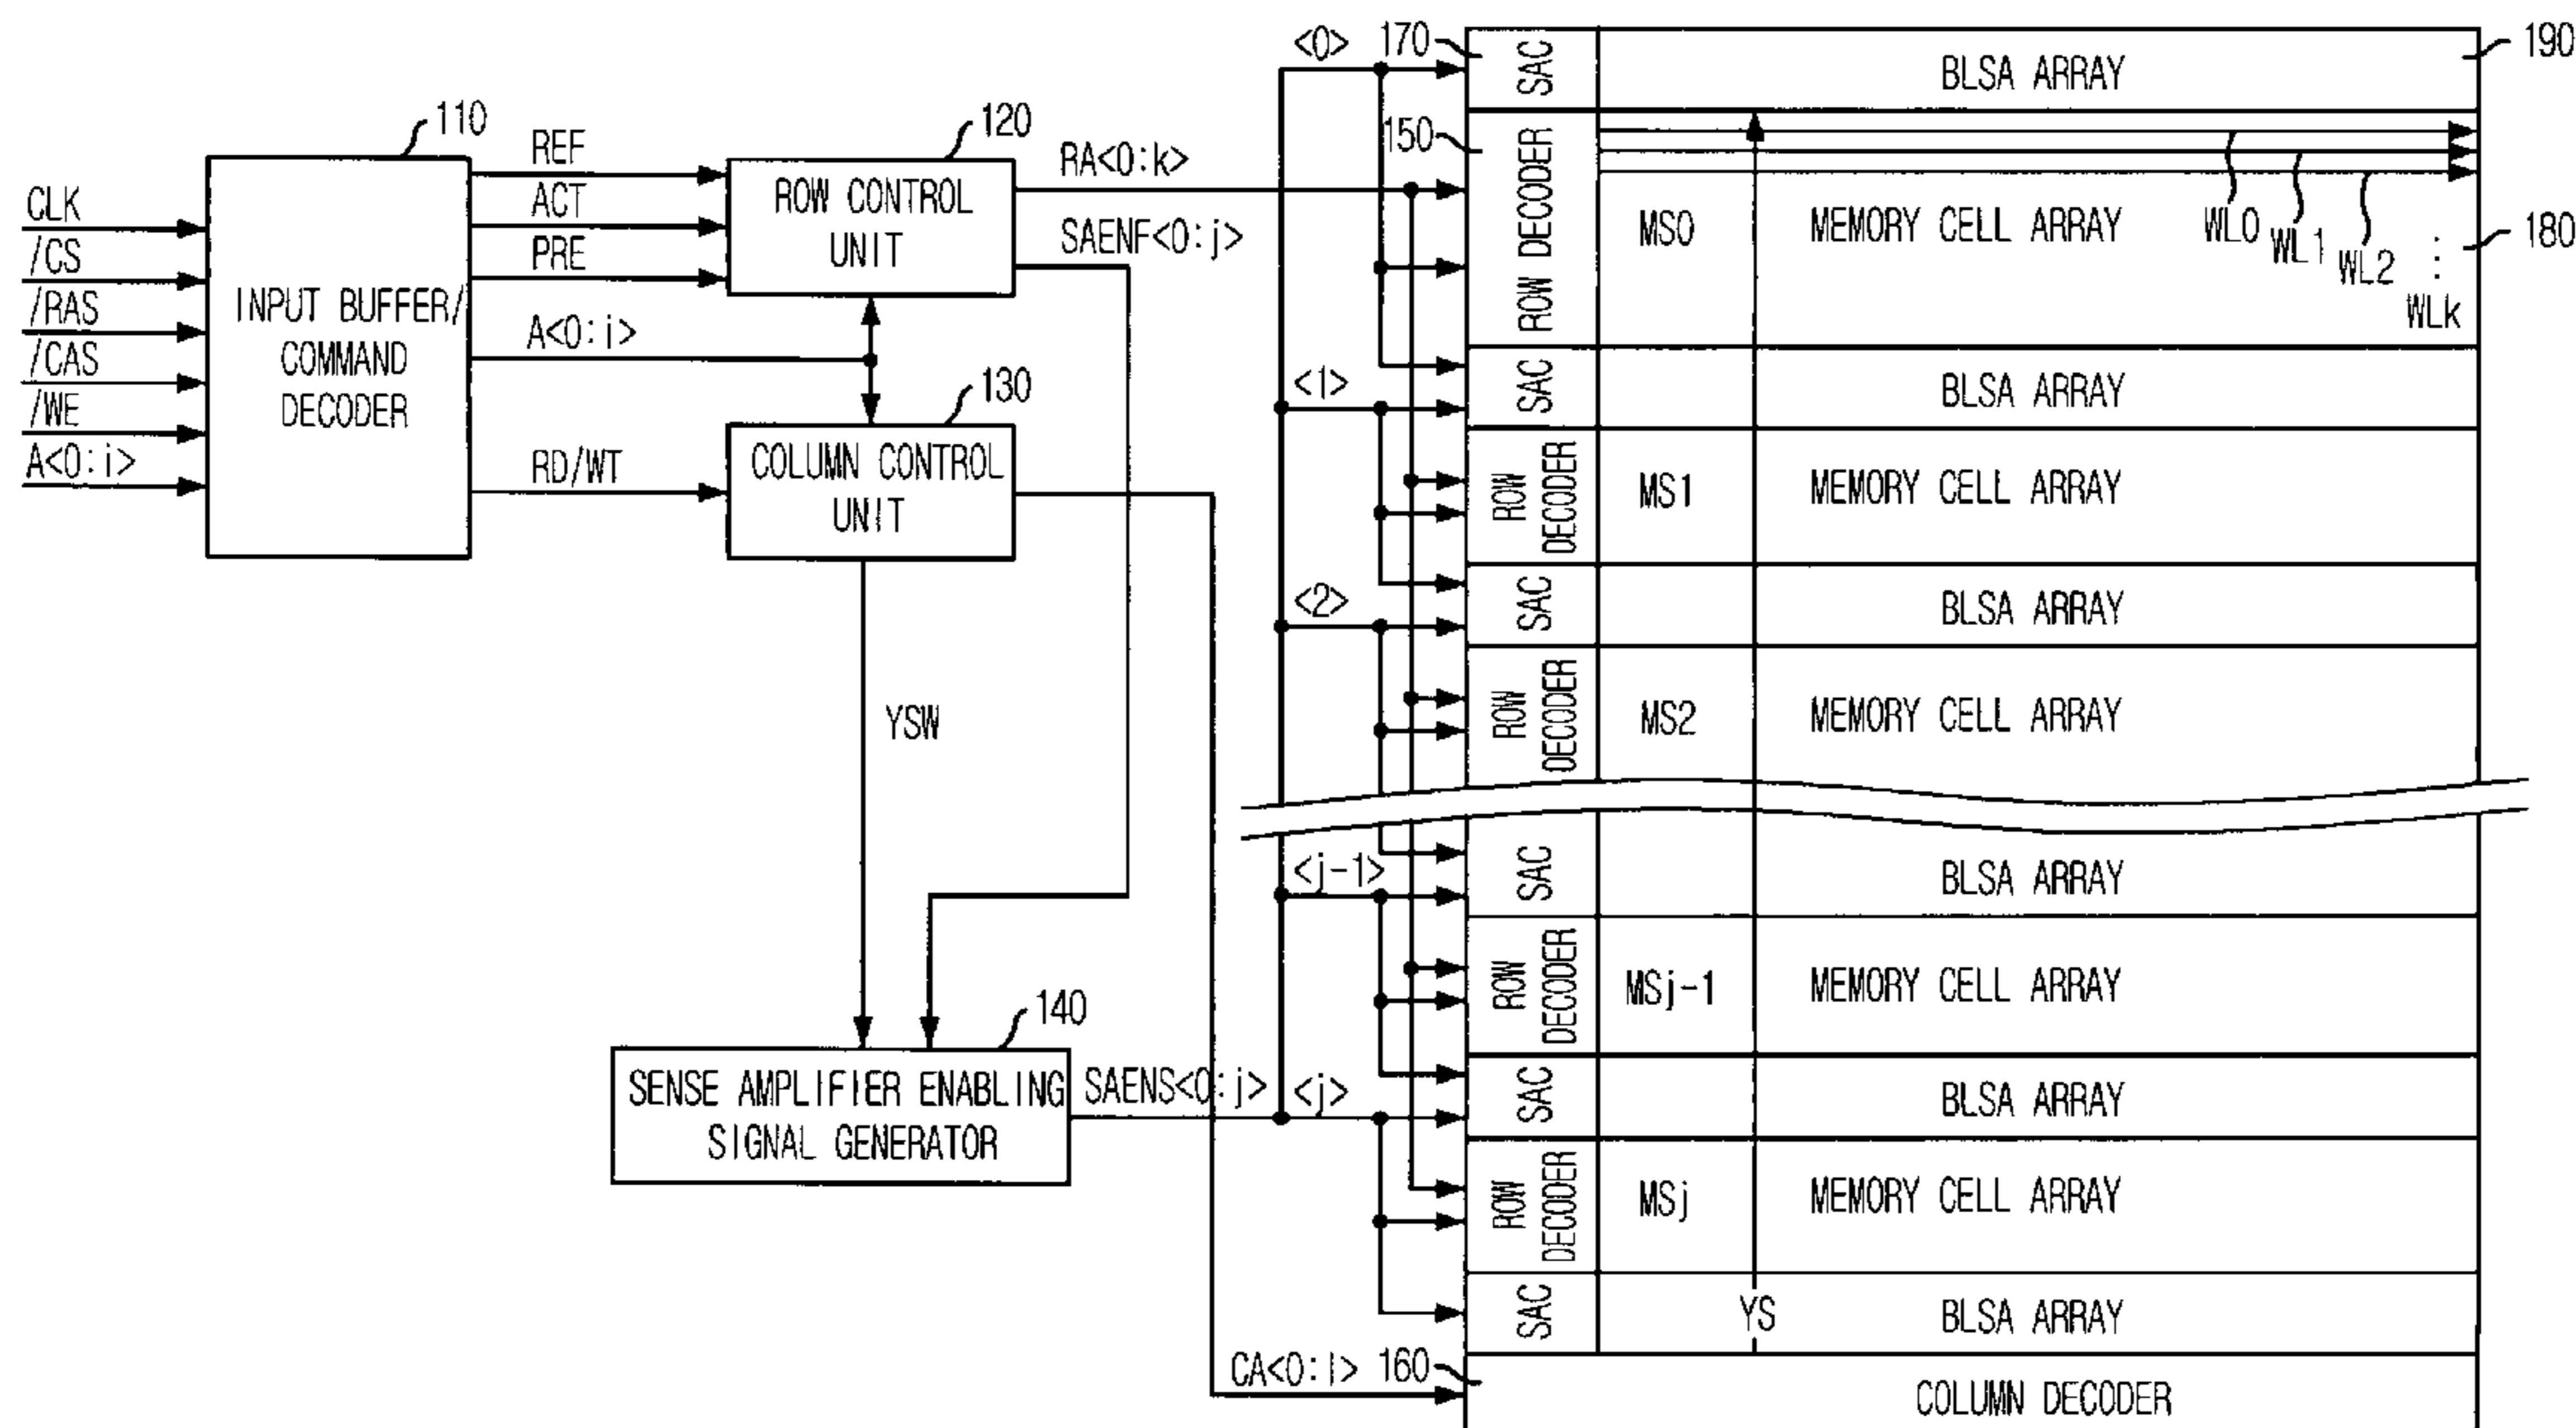 CLK
/CS
/RAS
/CAS
/WE
A<0:i>
110
INPUT BUFFER/
COMMAND
DECODER
REF
ACT
PRE
A<0:i>
RD/WT
120
ROW CONTROL
UNIT
130
COLUMN CONTROL
UNIT
RA<0:k>
SAENF<0:j>
YSW
140
SENSE AMPLIFIER ENABLING
SIGNAL GENERATOR
SAENS<0:j>
<0>
<1>
<2>
<j-1>
<j>
CA<0:l>
170
SAC
BLSA ARRAY
190
150
ROW DECODER
MS0
MEMORY CELL ARRAY
WL0
WL1
WL2
⋮
WLk
180
SAC
BLSA ARRAY
ROW
DECODER
MS1
MEMORY CELL ARRAY
SAC
BLSA ARRAY
ROW
DECODER
MS2
MEMORY CELL ARRAY
SAC
BLSA ARRAY
ROW
DECODER
MSj-1
MEMORY CELL ARRAY
SAC
BLSA ARRAY
ROW
DECODER
MSj
MEMORY CELL ARRAY
SAC
YS
BLSA ARRAY
160
COLUMN DECODER